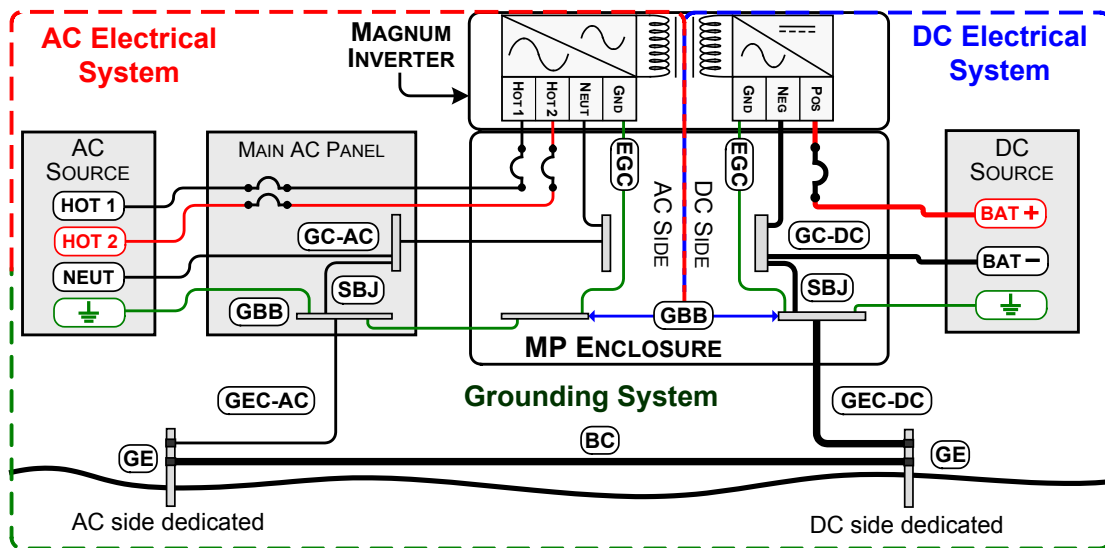 AC Electrical
System
MAGNUM
INVERTER
DC Electrical
System
HOT 1
HOT 2
NEUT
GND
GND
NEG
POS
AC
SOURCE
HOT 1
HOT 2
NEUT
MAIN AC PANEL
GC-AC
SBJ
GBB
EGC
AC SIDE
DC SIDE
EGC
GC-DC
SBJ
GBB
MP ENCLOSURE
DC
SOURCE
BAT +
BAT −
Grounding System
GEC-AC
GEC-DC
BC
GE
GE
AC side dedicated
DC side dedicated